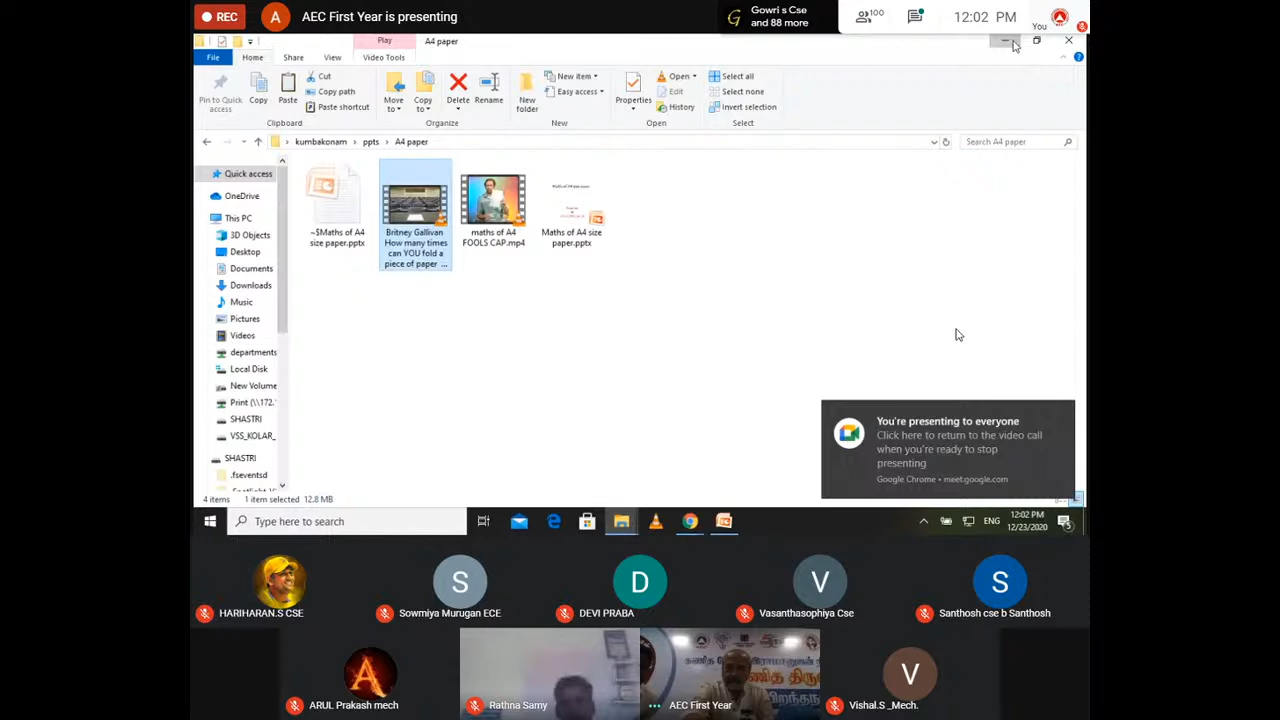 REC
A
AEC First Year is presenting
Gowri s Cse
and 88 more
100
12:02 PM
You
Play
A4 paper
File
Home
Share
View
Video Tools
Pin to Quick
access
Copy
Paste
Cut
Copy path
Paste shortcut
Clipboard
Move
to
Copy
to
Delete
Rename
Organize
New
folder
New item
Easy access
New
Properties
Open
Edit
History
Open
Select all
Select none
Invert selection
Select
kumbakonam
ppts
A4 paper
Search A4 paper
Quick access
OneDrive
This PC
3D Objects
Desktop
Documents
Downloads
Music
Pictures
Videos
departments
Local Disk
New Volume
Print (\\172.
SHASTRI
VSS_KOLAR_
SHASTRI
.fseventsd
~$Maths of A4
size paper.pptx
Britney Gallivan
How many times
can YOU fold a
piece of paper ...
maths of A4
FOOLS CAP.mp4
Maths of A4 size
paper.pptx
You're presenting to everyone
Click here to return to the video call
when you're ready to stop
presenting
Google Chrome • meet.google.com
4 items
1 item selected
12.8 MB
Type here to search
ENG
12:02 PM
12/23/2020
5
S
D
V
S
HARIHARAN.S CSE
Sowmiya Murugan ECE
DEVI PRABA
Vasanthasophiya Cse
Santhosh cse b Santhosh
V
ARUL Prakash mech
Rathna Samy
AEC First Year
Vishal.S _Mech.